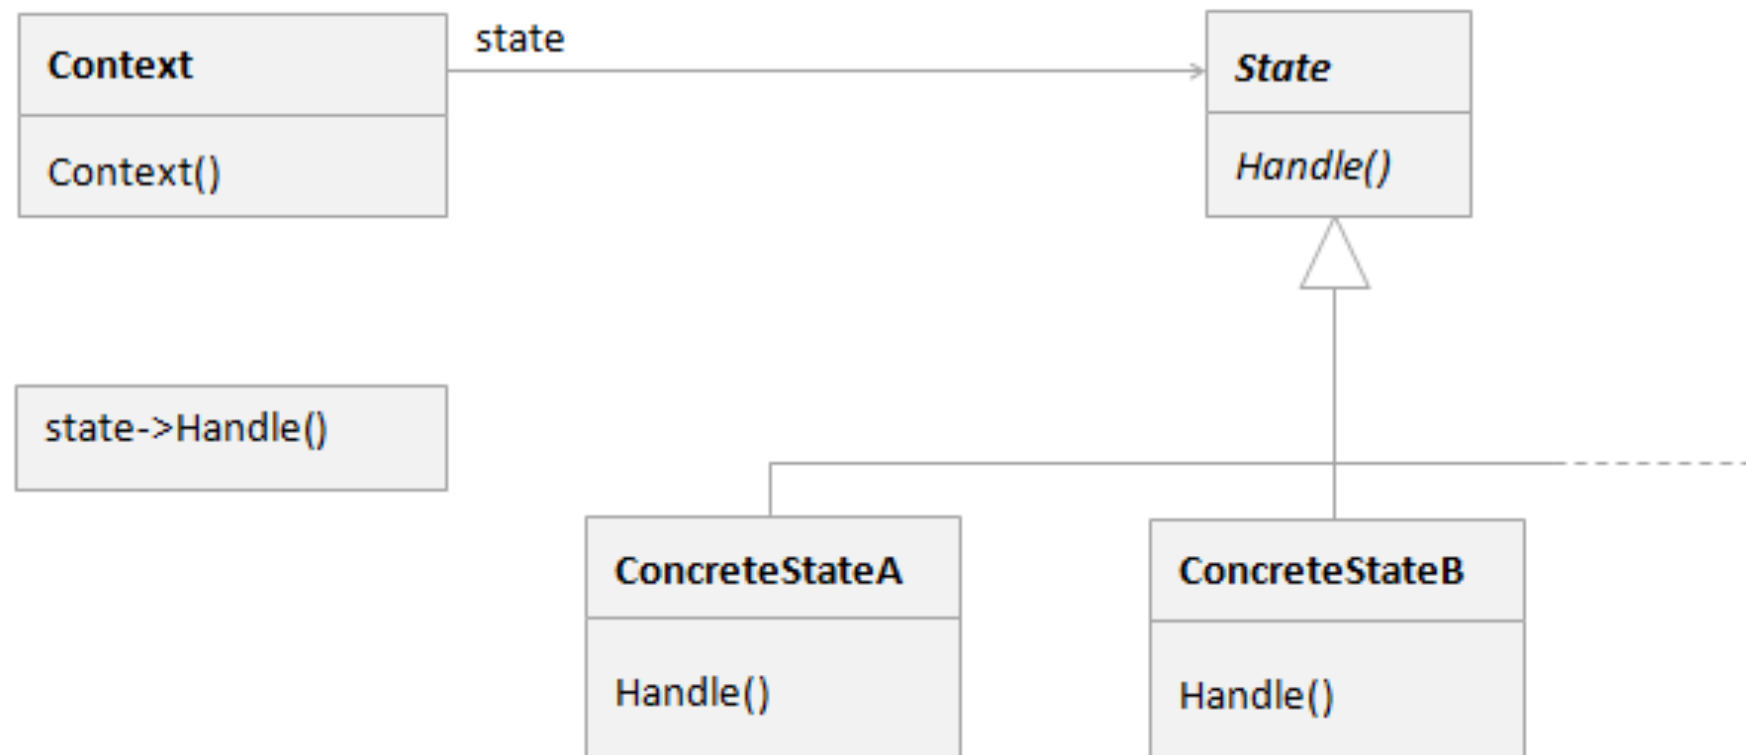 Context
Context()
state
State
Handle()
state->Handle()
ConcreteStateA
Handle()
ConcreteStateB
Handle()